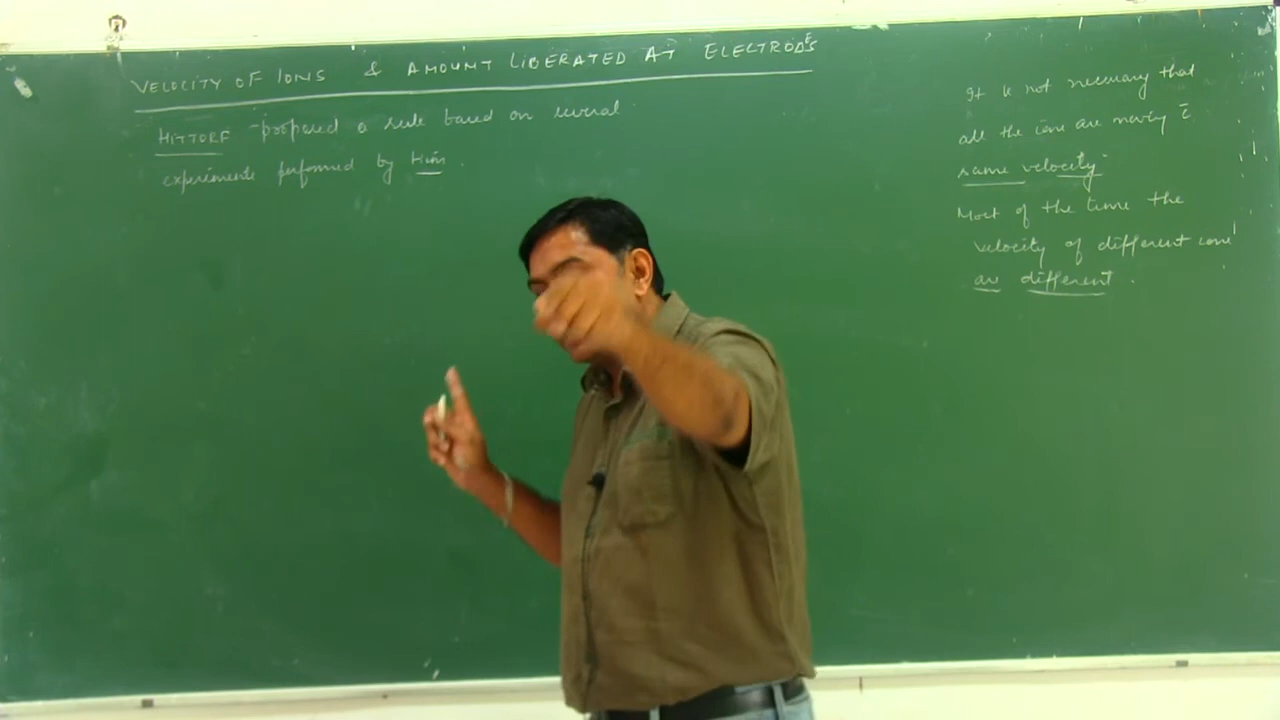 VELOCITY OF IONS & AMOUNT LIBERATED AT ELECTRODES
HITTORF - proposed a rule based on several
experiments performed by Him.
It is not necessary that
all the ions are moving c̄
same velocity.
Most of the time the
velocity of different ions
are different.